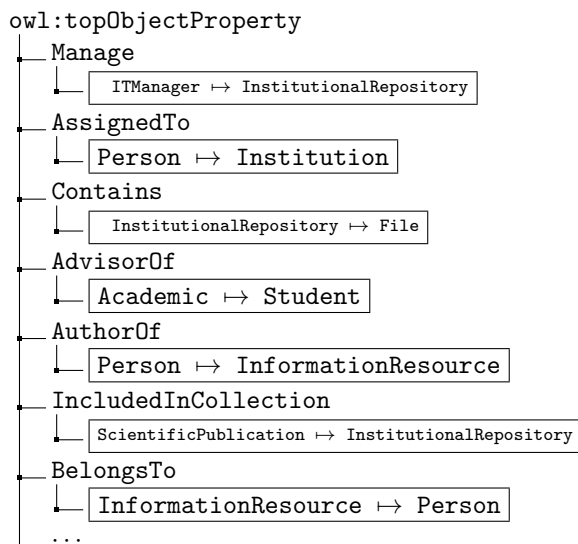 owl:topObjectProperty
Manage
ITManager ↦ InstitutionalRepository
AssignedTo
Person ↦ Institution
Contains
InstitutionalRepository ↦ File
AdvisorOf
Academic ↦ Student
AuthorOf
Person ↦ InformationResource
IncludedInCollection
ScientificPublication ↦ InstitutionalRepository
BelongsTo
InformationResource ↦ Person
...